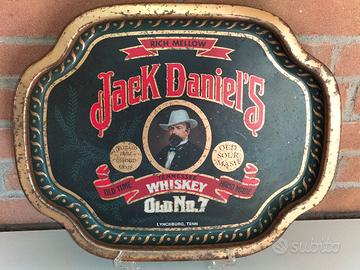 RICH MELLOW
JACK DANIEL'S
OLD
SOUR
MASH
TENNESSEE
OLD TIME
WHISKEY
OLD No. 7
LYNCHBURG, TENN
subito